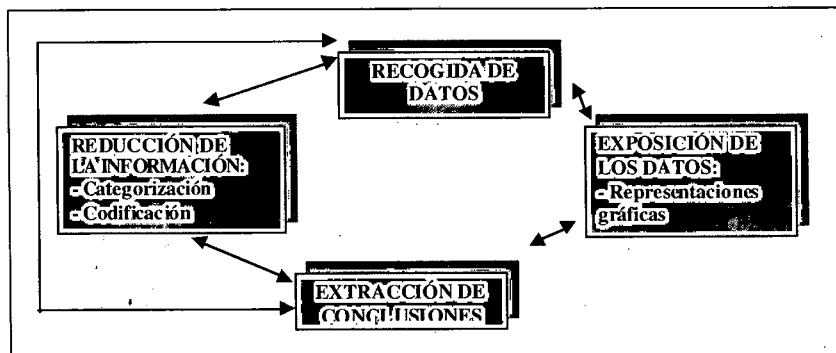 RECOGIDA DE
DATOS
REDUCCIÓN DE
LA INFORMACIÓN:
- Categorización
- Codificación
EXPOSICIÓN DE
LOS DATOS:
- Representaciones
gráficas
EXTRACCIÓN DE
CONCLUSIONES